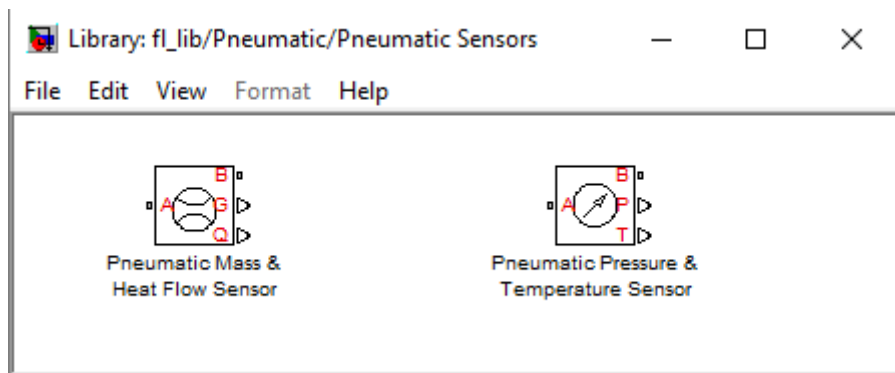 Library: fl_lib/Pneumatic/Pneumatic Sensors
File Edit View Format Help
B
A G
Q
Pneumatic Mass &
Heat Flow Sensor
B
A P
T
Pneumatic Pressure &
Temperature Sensor